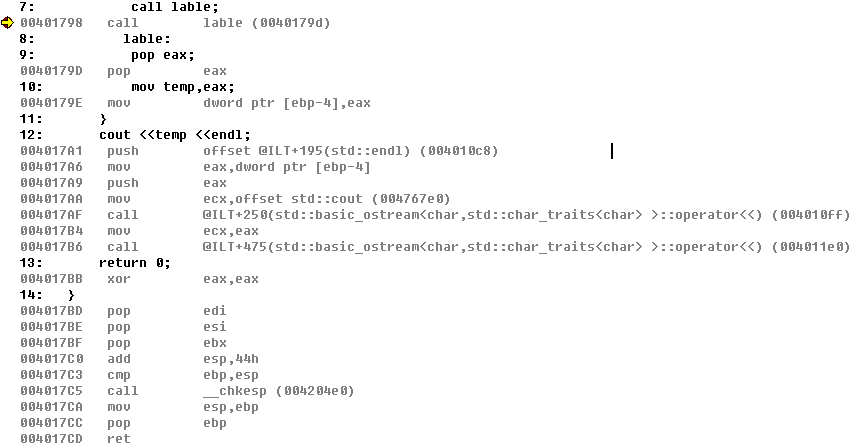 7: call lable;
00401798 call lable (0040179d)
8: lable:
9: pop eax;
0040179D pop eax
10: mov temp,eax;
0040179E mov dword ptr [ebp-4],eax
11: }
12: cout <<temp <<endl;
004017A1 push offset @ILT+195(std::endl) (004010c8)
004017A6 mov eax,dword ptr [ebp-4]
004017A9 push eax
004017AA mov ecx,offset std::cout (004767e0)
004017AF call @ILT+250(std::basic_ostream<char,std::char_traits<char> >::operator<<) (004010ff)
004017B4 mov ecx,eax
004017B6 call @ILT+475(std::basic_ostream<char,std::char_traits<char> >::operator<<) (004011e0)
13: return 0;
004017BB xor eax,eax
14: }
004017BD pop edi
004017BE pop esi
004017BF pop ebx
004017C0 add esp,44h
004017C3 cmp ebp,esp
004017C5 call __chkesp (004204e0)
004017CA mov esp,ebp
004017CC pop ebp
004017CD ret